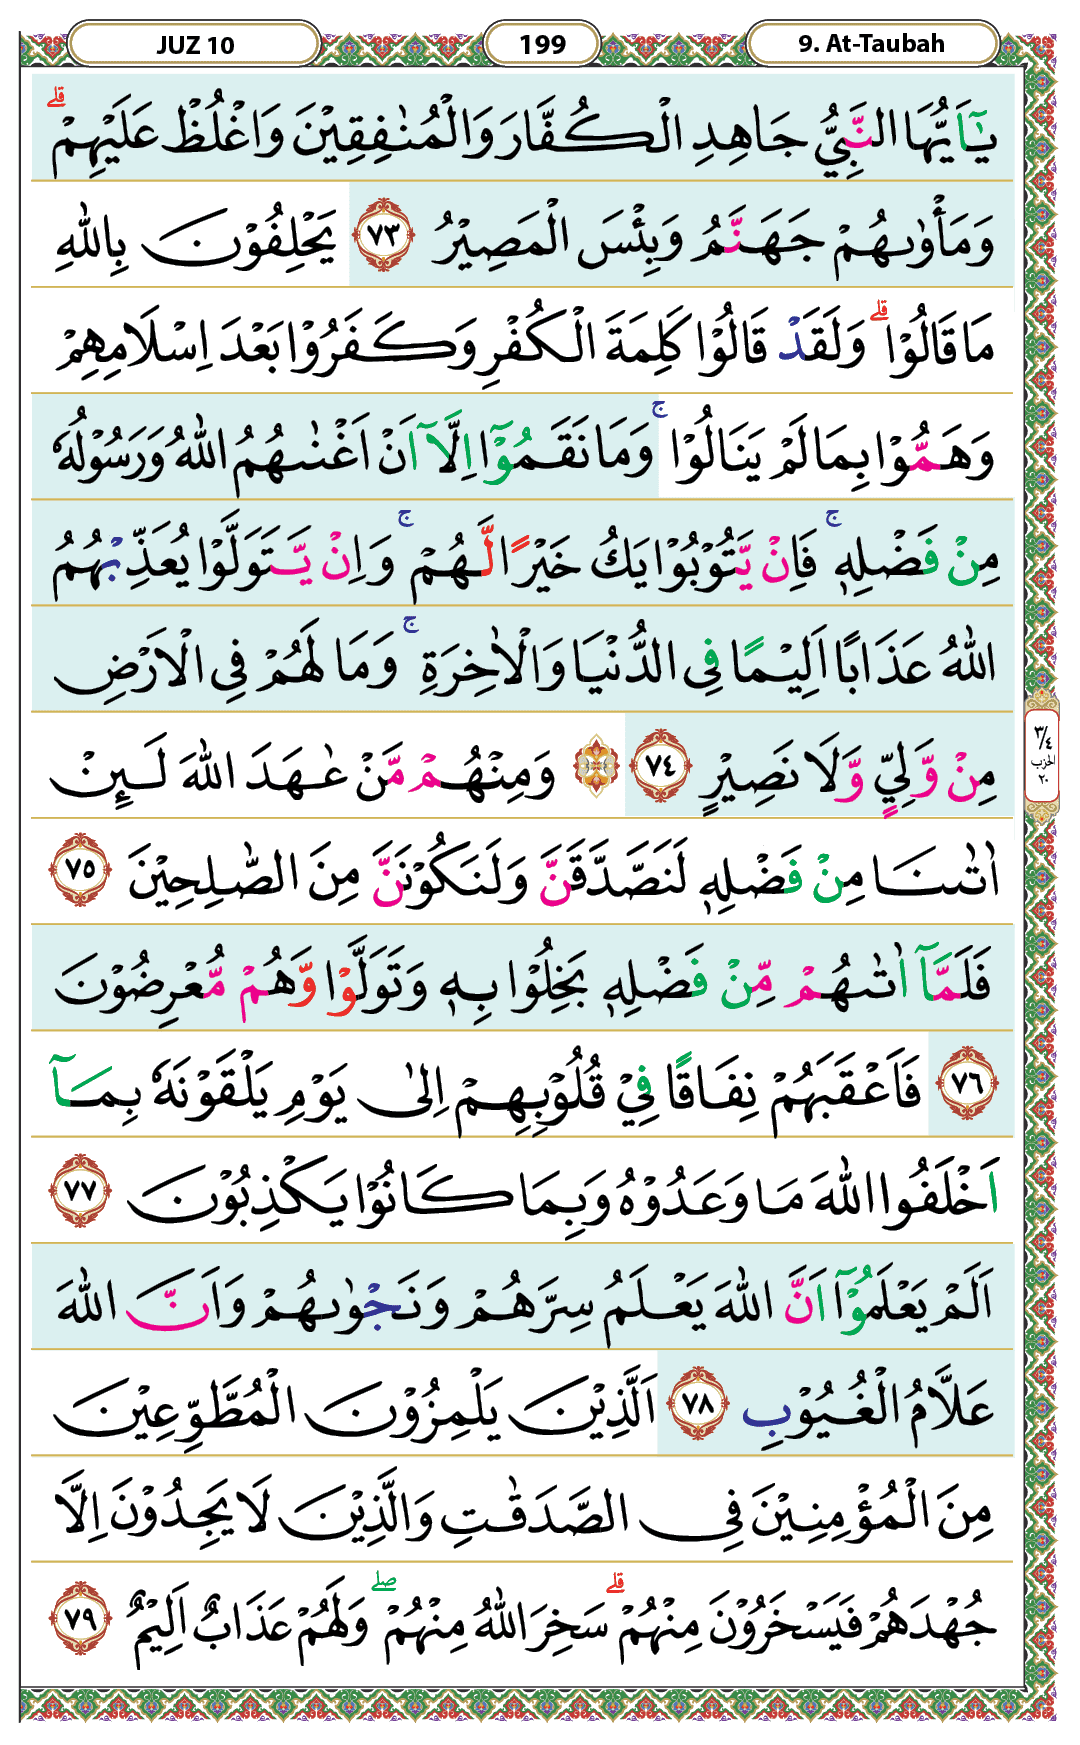 JUZ 10
199
9. At-Taubah
يٰٓاَيُّهَا النَّبِيُّ جَاهِدِ الْكُفَّارَ وَالْمُنٰفِقِيْنَ وَاغْلُظْ عَلَيْهِمْ ۗ
وَمَأْوٰىهُمْ جَهَنَّمُ وَبِئْسَ الْمَصِيْرُ ٧٣ يَحْلِفُوْنَ بِاللّٰهِ
مَا قَالُوْا ۗ وَلَقَدْ قَالُوْا كَلِمَةَ الْكُفْرِ وَكَفَرُوْا بَعْدَ اِسْلَامِهِمْ
وَهَمُّوْا بِمَا لَمْ يَنَالُوْا ۚ وَمَا نَقَمُوْٓا اِلَّآ اَنْ اَغْنٰىهُمُ اللّٰهُ وَرَسُوْلُهٗ
مِنْ فَضْلِهٖ ۚ فَاِنْ يَّتُوْبُوْا يَكُ خَيْرًا لَّهُمْ ۚ وَاِنْ يَّتَوَلَّوْا يُعَذِّبْهُمُ
اللّٰهُ عَذَابًا اَلِيْمًا فِى الدُّنْيَا وَالْاٰخِرَةِ ۚ وَمَا لَهُمْ فِى الْاَرْضِ
مِنْ وَّلِيٍّ وَّلَا نَصِيْرٍ ٧٤ ۞ وَمِنْهُمْ مَّنْ عٰهَدَ اللّٰهَ لَىِٕنْ
٣/٤
الحزب
٢٠
اٰتٰىنَا مِنْ فَضْلِهٖ لَنَصَّدَّقَنَّ وَلَنَكُوْنَنَّ مِنَ الصّٰلِحِيْنَ ٧٥
فَلَمَّآ اٰتٰىهُمْ مِّنْ فَضْلِهٖ بَخِلُوْا بِهٖ وَتَوَلَّوْا وَّهُمْ مُّعْرِضُوْنَ
٧٦ فَاَعْقَبَهُمْ نِفَاقًا فِيْ قُلُوْبِهِمْ اِلٰى يَوْمِ يَلْقَوْنَهٗ بِمَآ
اَخْلَفُوا اللّٰهَ مَا وَعَدُوْهُ وَبِمَا كَانُوْا يَكْذِبُوْنَ ٧٧
اَلَمْ يَعْلَمُوْٓا اَنَّ اللّٰهَ يَعْلَمُ سِرَّهُمْ وَنَجْوٰىهُمْ وَاَنَّ اللّٰهَ
عَلَّامُ الْغُيُوْبِ ٧٨ اَلَّذِيْنَ يَلْمِزُوْنَ الْمُطَّوِّعِيْنَ
مِنَ الْمُؤْمِنِيْنَ فِى الصَّدَقٰتِ وَالَّذِيْنَ لَا يَجِدُوْنَ اِلَّا
جُهْدَهُمْ فَيَسْخَرُوْنَ مِنْهُمْ ۗ سَخِرَ اللّٰهُ مِنْهُمْ ۖ وَلَهُمْ عَذَابٌ اَلِيْمٌ ٧٩